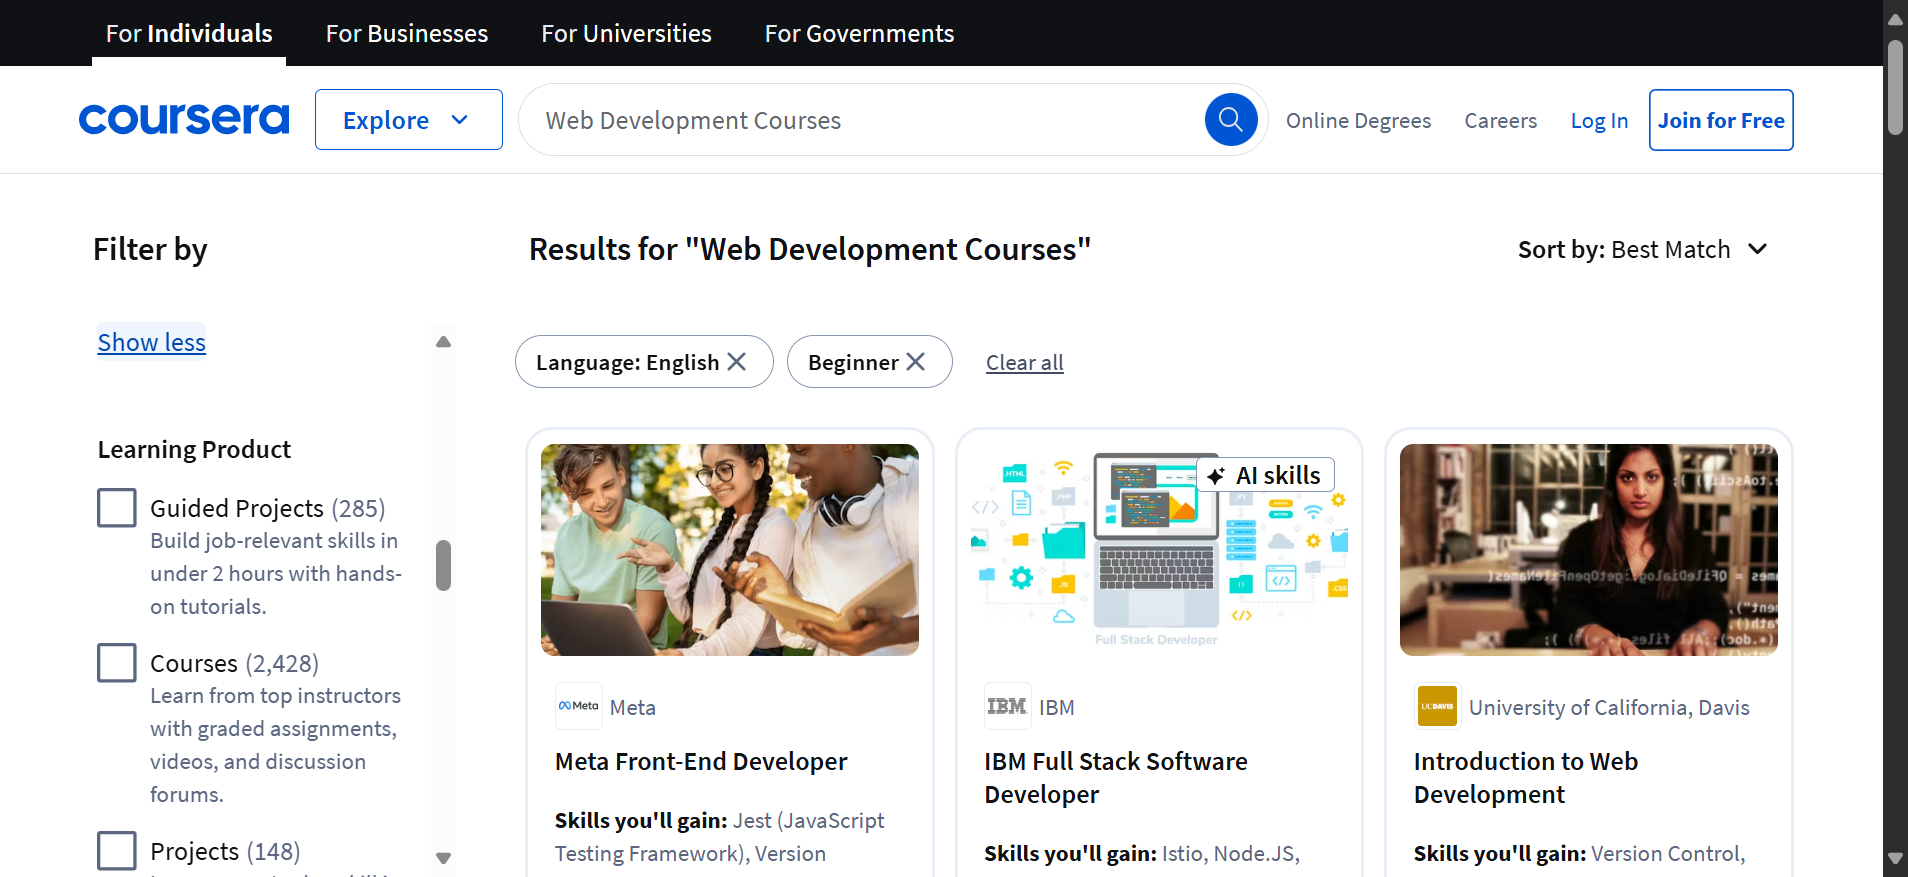 For Individuals
For Businesses
For Universities
For Governments
coursera
Explore
Web Development Courses
Online Degrees
Careers
Log In
Join for Free
Filter by
Results for "Web Development Courses"
Sort by: Best Match
Show less
Language: English
Beginner
Clear all
Learning Product
Guided Projects (285)
Build job-relevant skills in
under 2 hours with hands-
on tutorials.
Courses (2,428)
Learn from top instructors
with graded assignments,
videos, and discussion
forums.
Projects (148)
AI skills
Full Stack Developer
Meta
Meta
Meta Front-End Developer
Skills you'll gain: Jest (JavaScript
Testing Framework), Version
IBM
IBM
IBM Full Stack Software
Developer
Skills you'll gain: Istio, Node.JS,
UCDAVIS
University of California, Davis
Introduction to Web
Development
Skills you'll gain: Version Control,